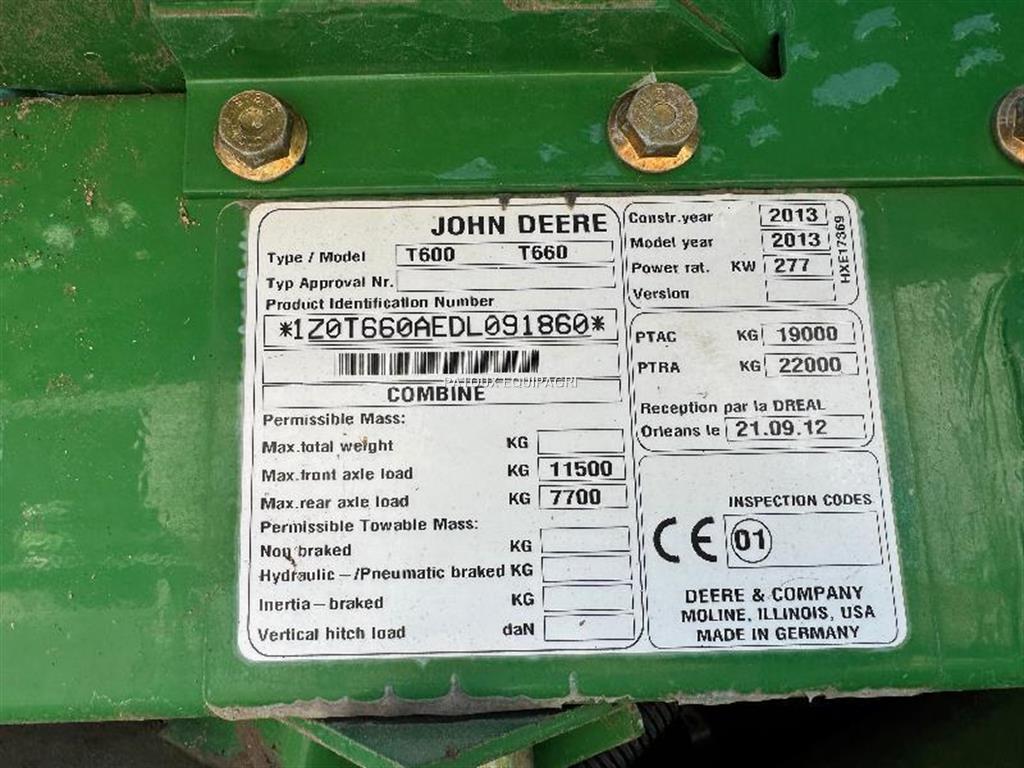 JOHN DEERE
Type / Model T600 T660
Typ Approval Nr.
Product Identification Number
*1Z0T660AEDL091860*
PATOUX EQUIPAGRI
COMBINE
Permissible Mass:
Max.total weight KG
Max.front axle load KG 11500
Max.rear axle load KG 7700
Permissible Towable Mass:
Non braked KG
Hydraulic-/Pneumatic braked KG
Inertia-braked KG
Vertical hitch load daN
Constr.year 2013
Model year 2013
Power rat. KW 277
Version
HXE17369
PTAC KG 19000
PTRA KG 22000
Reception par la DREAL
Orleans le 21.09.12
INSPECTION CODES
CE 01
DEERE & COMPANY
MOLINE, ILLINOIS, USA
MADE IN GERMANY